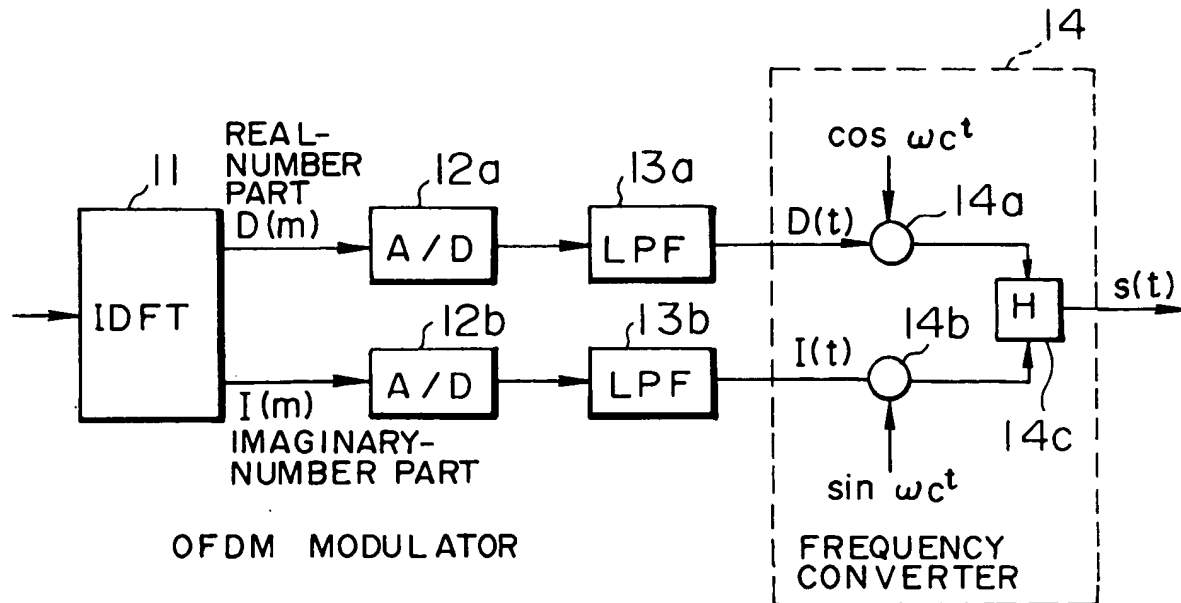 14
REAL-
NUMBER
PART
D(m)
11
12a
13a
cos ωct
14a
D(t)
A/D
LPF
IDFT
H
s(t)
12b
13b
14b
I(t)
A/D
LPF
I(m)
IMAGINARY-
NUMBER PART
14c
sin ωct
OFDM MODULATOR
FREQUENCY
CONVERTER